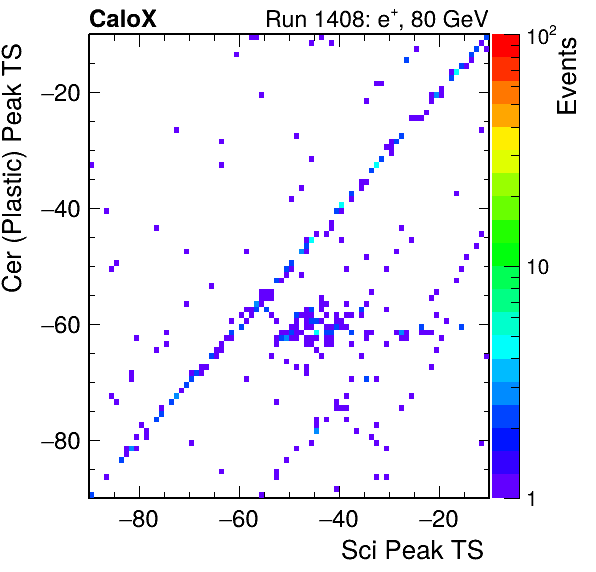 CaloX Run 1408: e⁺, 80 GeV
Cer (Plastic) Peak TS
−20
−40
−60
−80
−80 −60 −40 −20
Sci Peak TS
10²
10
1
Events